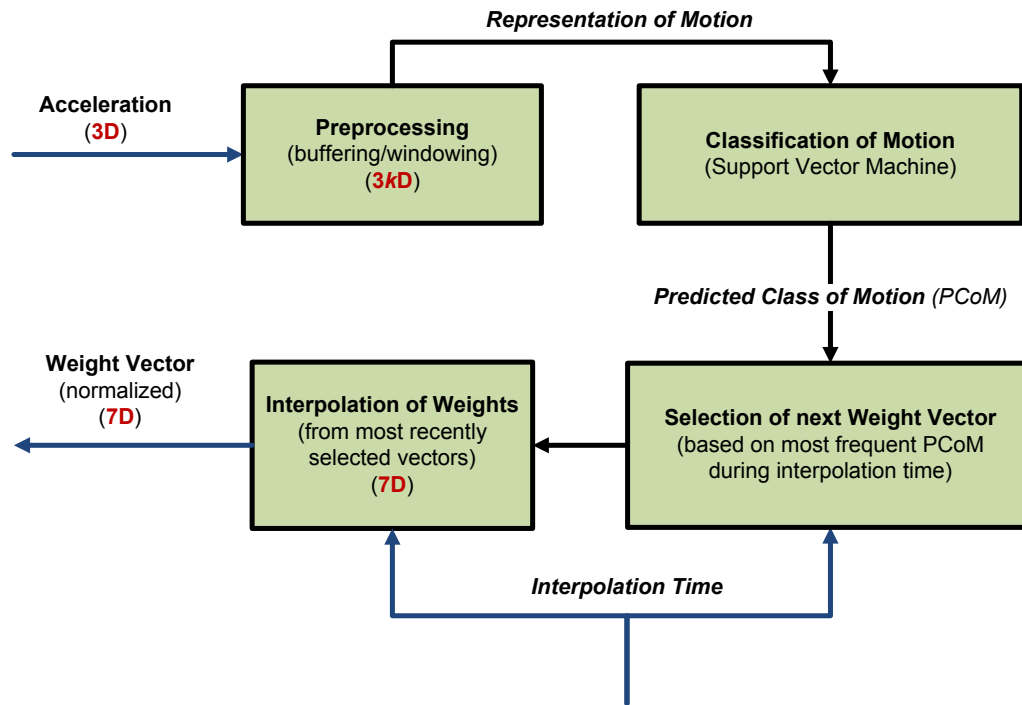 Representation of Motion
Acceleration
(3D)
Preprocessing
(buffering/windowing)
(3kD)
Classification of Motion
(Support Vector Machine)
Predicted Class of Motion (PCoM)
Weight Vector
(normalized)
(7D)
Interpolation of Weights
(from most recently
selected vectors)
(7D)
Selection of next Weight Vector
(based on most frequent PCoM
during interpolation time)
Interpolation Time